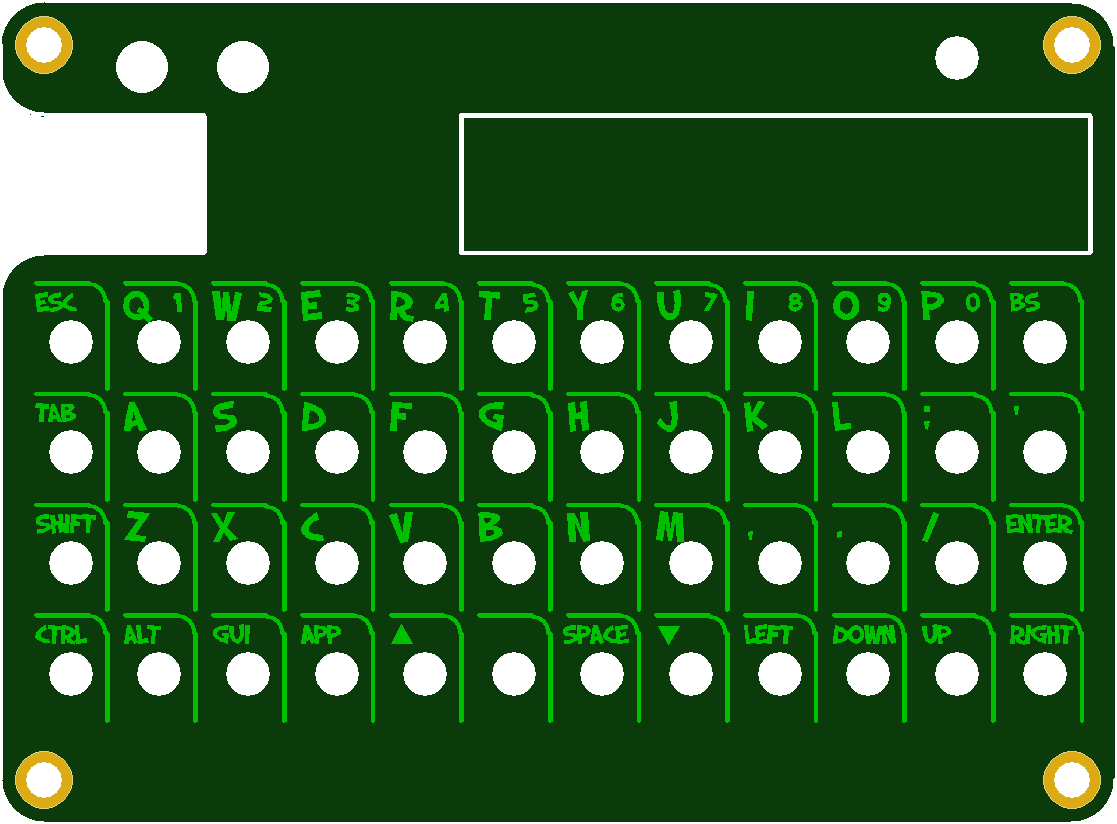 ESC Q 1 W 2 E 3 R 4 T 5 Y 6 U 7 I 8 O 9 P 0 BS
TAB A S D F G H J K L ; '
SHIFT Z X C V B N M , . / ENTER
CTRL ALT GUI APP ▲ SPACE ▼ LEFT DOWN UP RIGHT